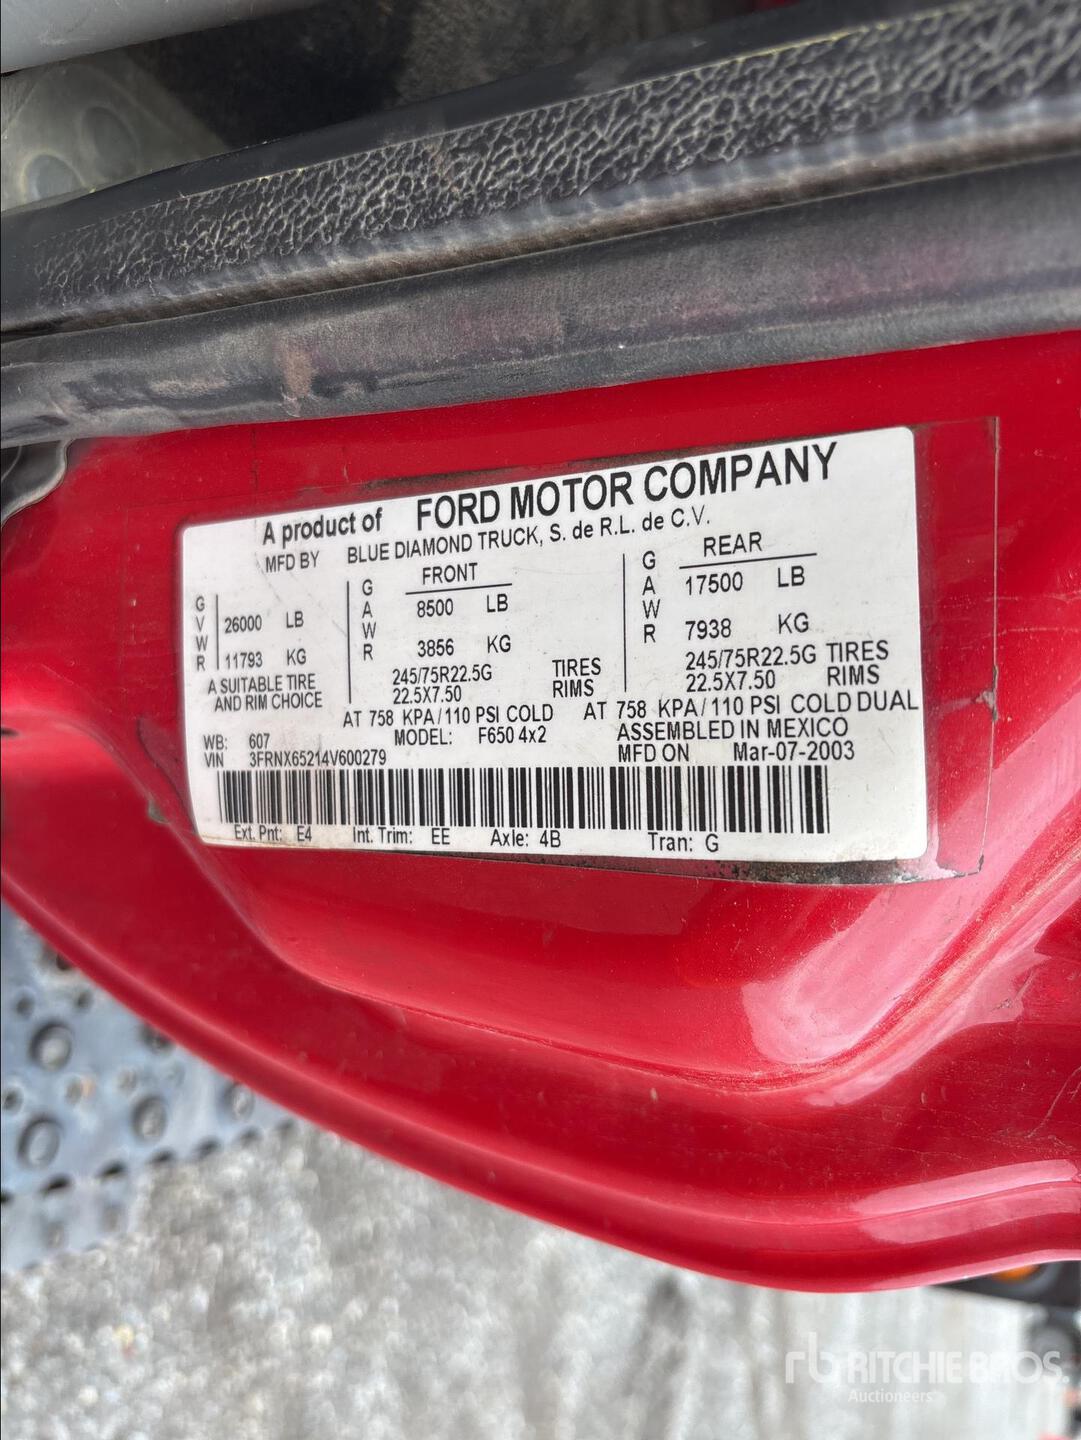 A product of FORD MOTOR COMPANY
MFD BY BLUE DIAMOND TRUCK, S. de R.L. de C.V.
GVWR 26000 LB
11793 KG
A SUITABLE TIRE
AND RIM CHOICE
GAWR FRONT
8500 LB
3856 KG
245/75R22.5G TIRES
22.5X7.50 RIMS
AT 758 KPA/110 PSI COLD
GAWR REAR
17500 LB
7938 KG
245/75R22.5G TIRES
22.5X7.50 RIMS
AT 758 KPA/110 PSI COLD DUAL
WB: 607 MODEL: F650 4x2 ASSEMBLED IN MEXICO
VIN 3FRNX65214V600279 MFD ON Mar-07-2003
Ext. Pnt: E4 Int. Trim: EE Axle: 4B Tran: G
rb RITCHIE BROS.
Auctioneers